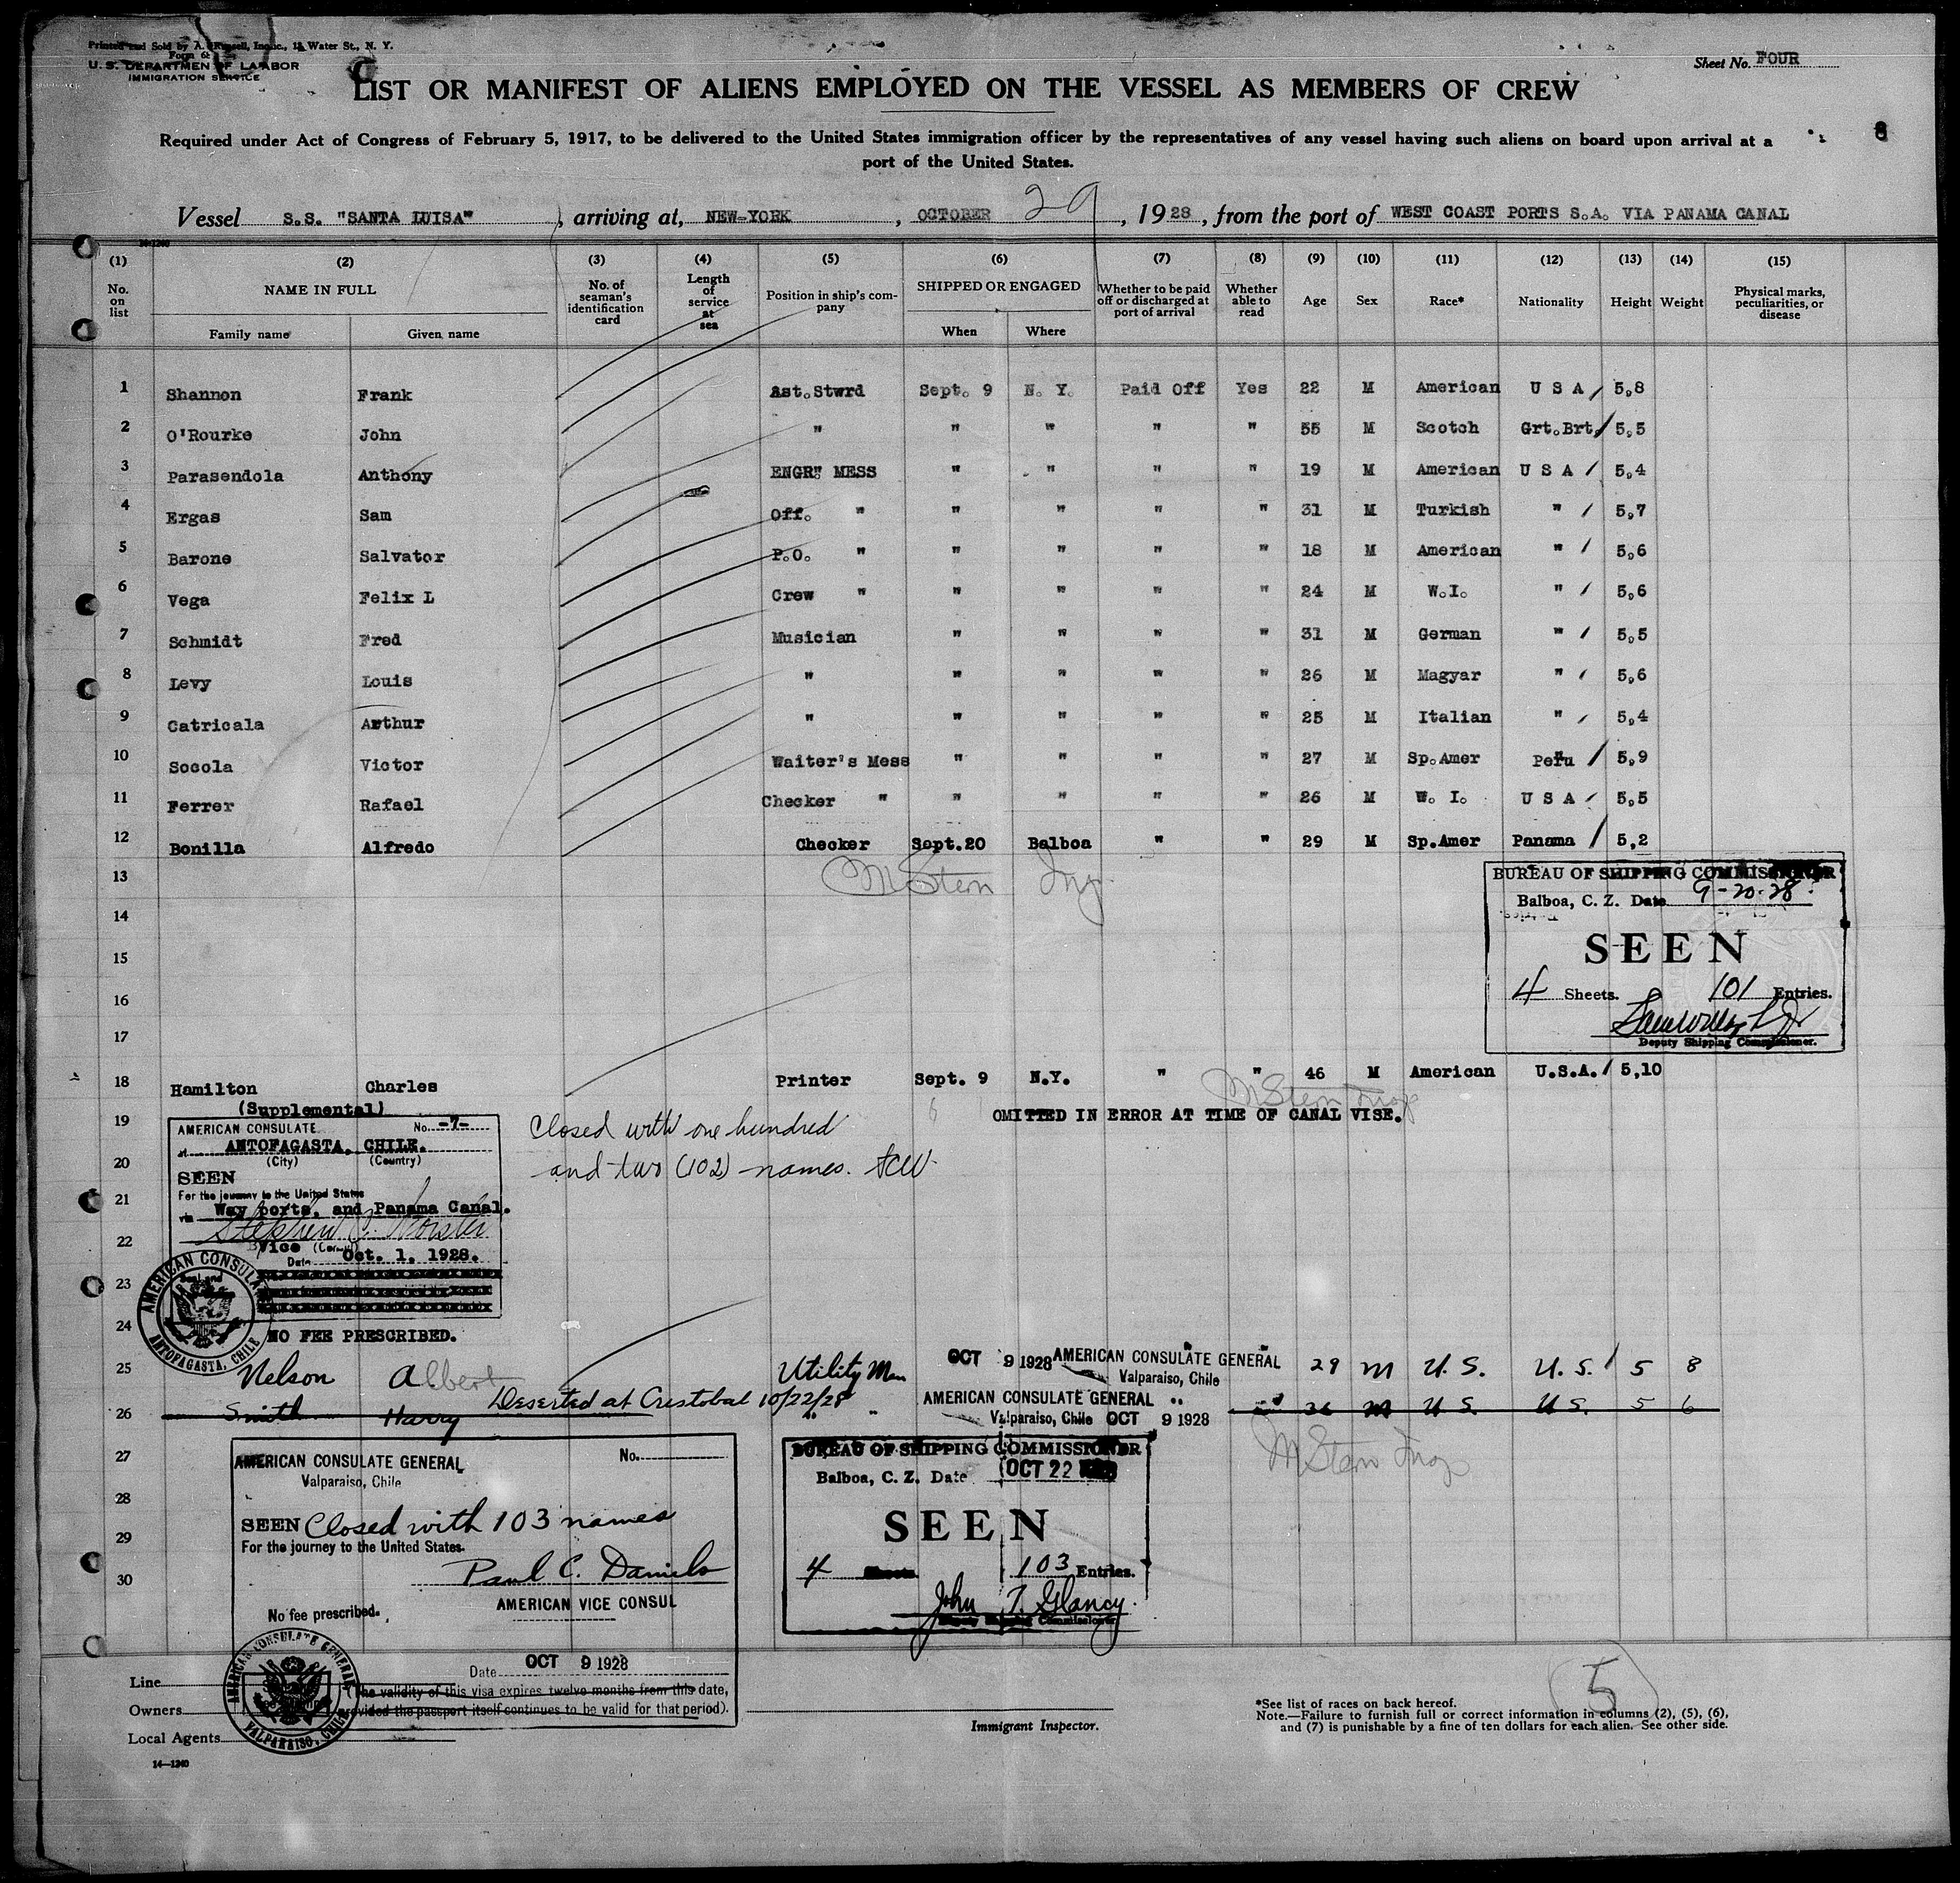 Printed and Sold by A. Inc., Water St., N. Y.
Form
U. S. DEPARTMEN OF LABOR
IMMIGRATION SERVICE
Sheet No. FOUR
LIST OR MANIFEST OF ALIENS EMPLOYED ON THE VESSEL AS MEMBERS OF CREW
8
Required under Act of Congress of February 5, 1917, to be delivered to the United States immigration officer by the representatives of any vessel having such aliens on board upon arrival at a
port of the United States.
Vessel S.S. "SANTA LUISA", arriving at, NEW-YORK, OCTOBER 29, 1928, from the port of WEST COAST PORTS S.A. VIA PANAMA CANAL
14-1240
(1) (2) (3) (4) (5) (6) (7) (8) (9) (10) (11) (12) (13) (14) (15)
No. on list NAME IN FULL No. of seaman's identification card Length of service at sea Position in ship's company SHIPPED OR ENGAGED Whether to be paid off or discharged at port of arrival Whether able to read Age Sex Race* Nationality Height Weight Physical marks, peculiarities, or disease
Family name Given name When Where
1 Shannon Frank Ast.Stwrd Sept. 9 N. Y. Paid Off Yes 22 M American U S A / 5,8
2 O'Rourke John " " " " " 55 M Scotch Grt.Brt. / 5,5
3 Parasendola Anthony ENGR" MESS " " " " 19 M American U S A / 5,4
4 Ergas Sam Off. " " " " " 31 M Turkish " / 5,7
5 Barone Salvator P.O. " " " " " 18 M American " / 5,6
6 Vega Felix L Crew " " " " " 24 M W.I. " / 5,6
7 Schmidt Fred Musician " " " " 31 M German " / 5,5
8 Levy Louis " " " " " 26 M Magyar " / 5,6
9 Catricala Arthur " " " " " 25 M Italian " / 5,4
10 Socola Victor Waiter's Mess " " " " 27 M Sp.Amer Peru / 5,9
11 Ferrer Rafael Checker " " " " " 26 M W. I. U S A / 5,5
12 Bonilla Alfredo Checker Sept.20 Balboa " " 29 M Sp.Amer Panama / 5,2
13 M Stern Insp
BUREAU OF SHIPPING COMMISSIONER
Balboa, C. Z. Date 9-20-28
14
SEEN
15
4 Sheets. 101 Entries.
16
Deputy Shipping Commissioner.
17
18 Hamilton Charles Printer Sept. 9 N.Y. " " 46 M American U.S.A. / 5,10
M Stern Insp
(Supplemental)
OMITTED IN ERROR AT TIME OF CANAL VISE.
19
AMERICAN CONSULATE No. -7-
at ANTOFAGASTA, CHILE.
(City) (Country)
Closed with one hundred
and two (102) names.
20
SEEN
For the journey to the United States
via Way ports, and Panama Canal.
21
Stephen C. Worster
22
Vice (Consul)
Date Oct. 1, 1928.
23
AMERICAN CONSULATE ANTOFAGASTA, CHILE
24
NO FEE PRESCRIBED.
25 Nelson Albert Utility Man OCT 9 1928 AMERICAN CONSULATE GENERAL Valparaiso, Chile " " 29 M U.S. U.S. / 5 8
Deserted at Crestobal 10/22/28
26 Smith Harry " " AMERICAN CONSULATE GENERAL Valparaiso, Chile OCT 9 1928 " " 36 M U S. U S. 5 6
M Stern Insp
27
AMERICAN CONSULATE GENERAL No.
Valparaiso, Chile
BUREAU OF SHIPPING COMMISSIONER
Balboa, C. Z. Date OCT 22
28
SEEN Closed with 103 names
For the journey to the United States.
SEEN
29
Paul C. Daniels
AMERICAN VICE CONSUL
4 Sheets 103 Entries.
30
John T. Glancy
Deputy Shipping Commissioner
No fee prescribed.
Date OCT 9 1928
(The validity of this visa expires twelve months from this date,
provided the passport itself continues to be valid for that period).
AMERICAN CONSULATE GENERAL VALPARAISO, CHILE
Line
Owners
Local Agents
14—1240
Immigrant Inspector.
5
*See list of races on back hereof.
Note.—Failure to furnish full or correct information in columns (2), (5), (6),
and (7) is punishable by a fine of ten dollars for each alien. See other side.